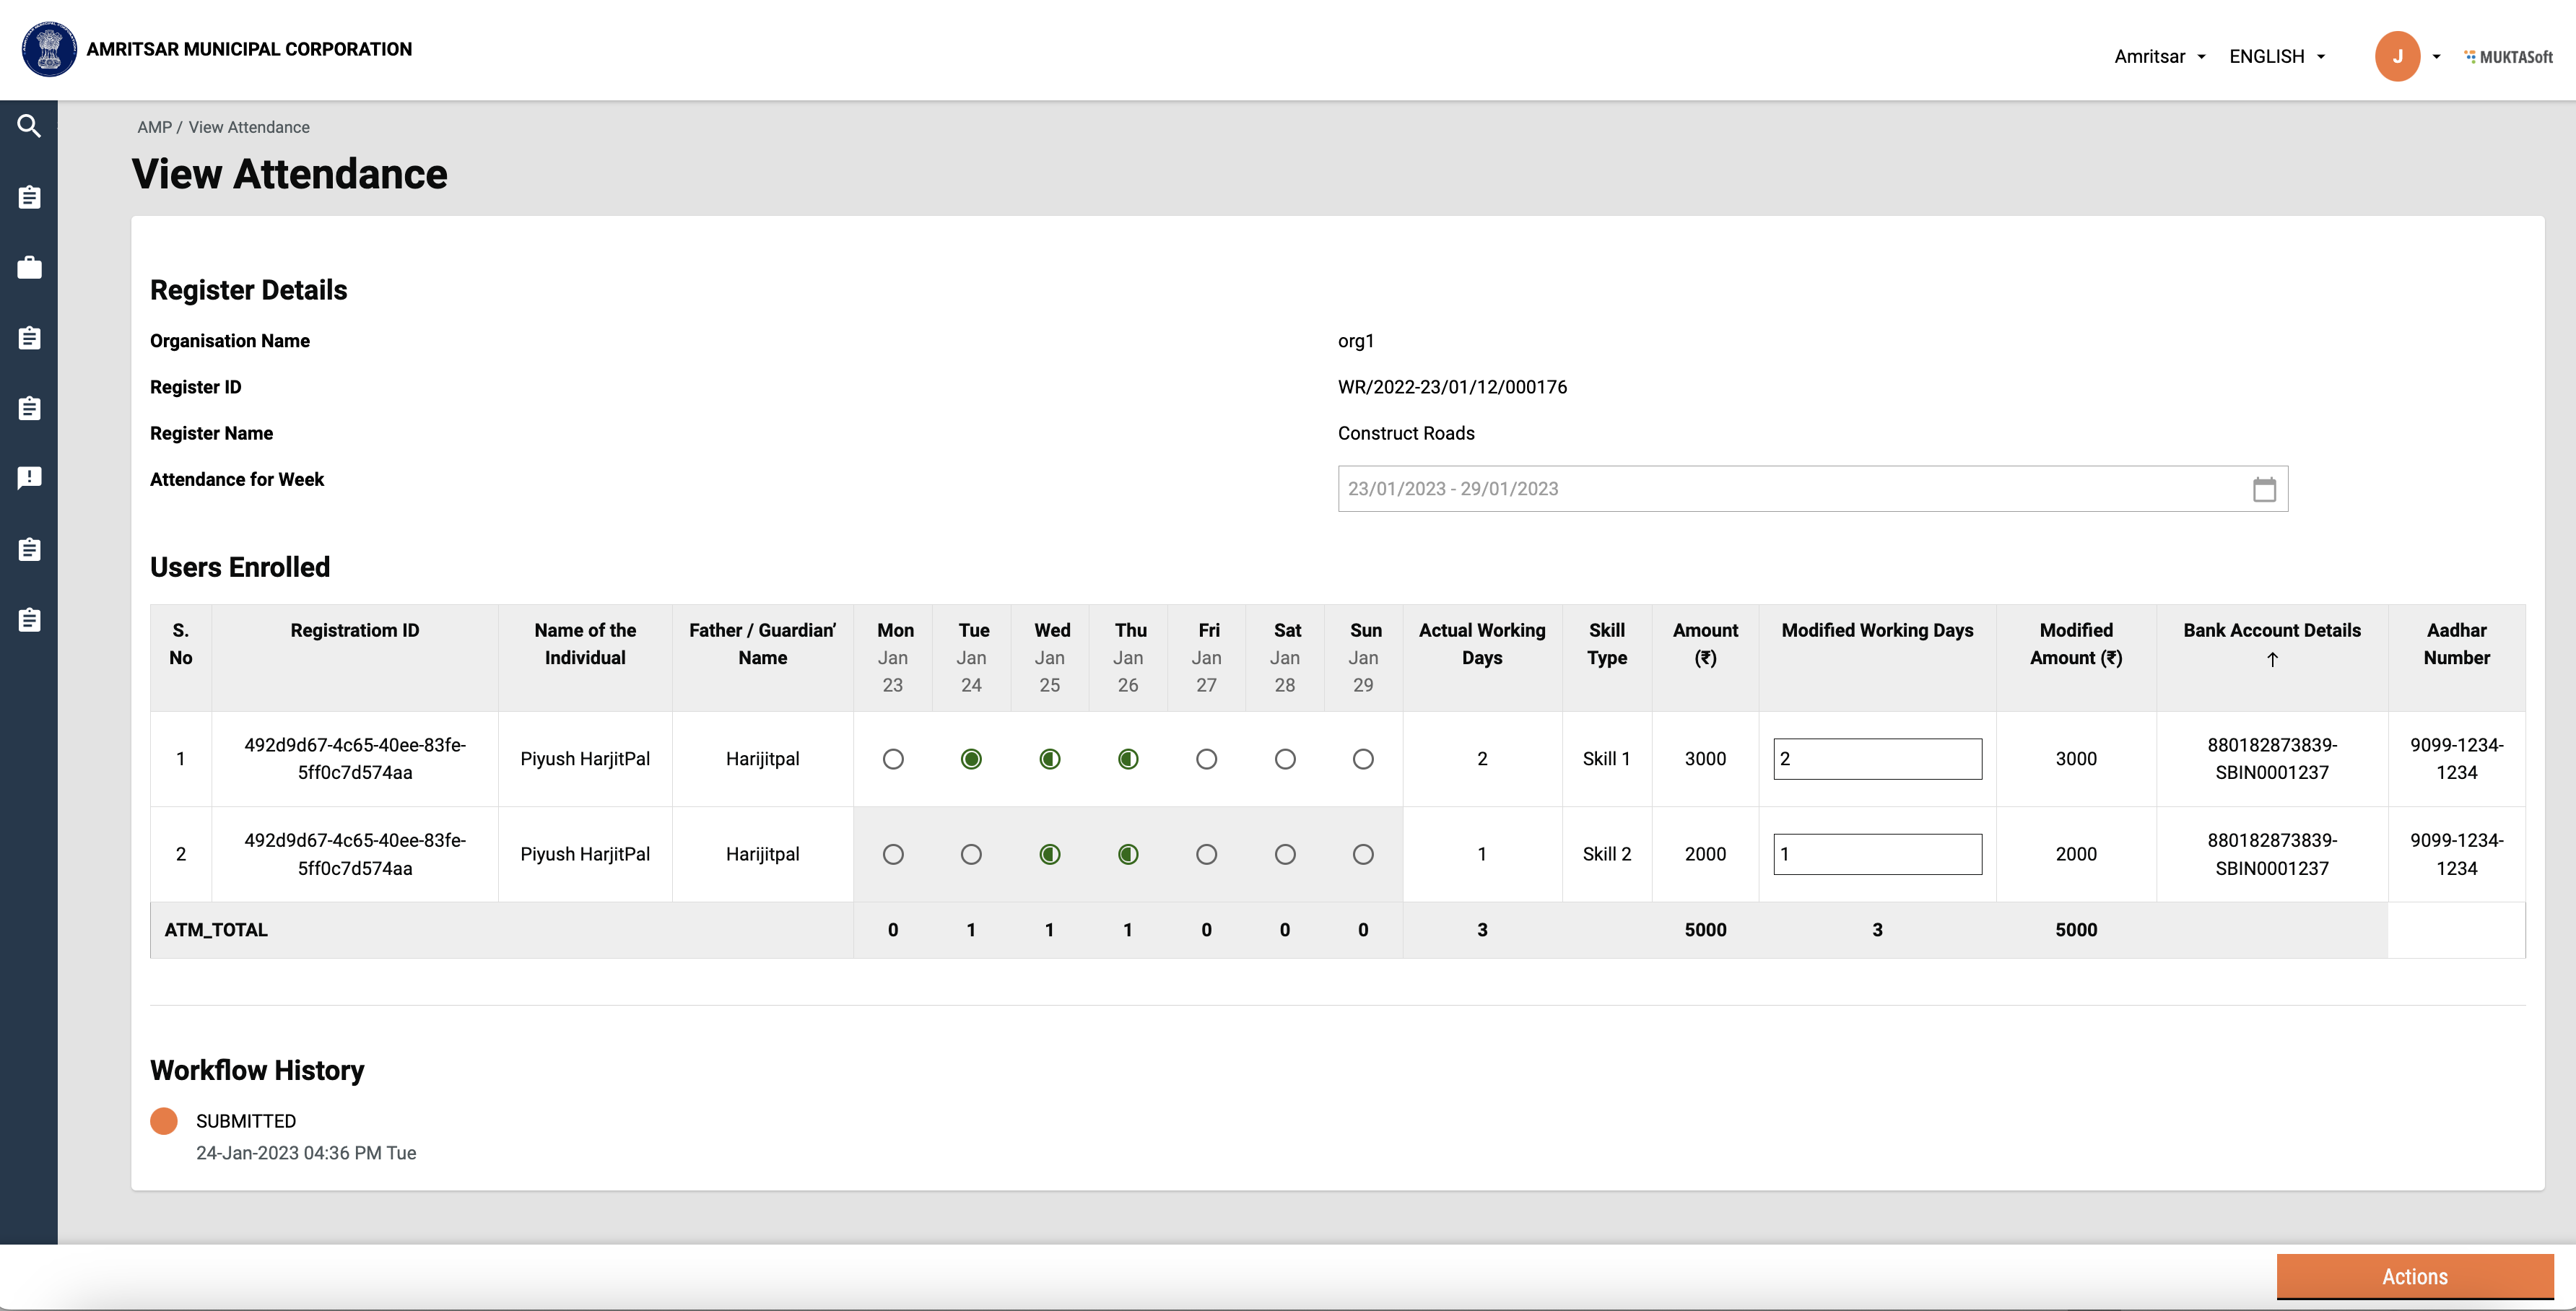 AMRITSAR MUNICIPAL CORPORATION
Amritsar
ENGLISH
J
MUKTASoft
AMP / View Attendance
View Attendance
Register Details
Organisation Name
org1
Register ID
WR/2022-23/01/12/000176
Register Name
Construct Roads
Attendance for Week
23/01/2023 - 29/01/2023
Users Enrolled
S. No
Registratiom ID
Name of the Individual
Father / Guardian’ Name
Mon Jan 23
Tue Jan 24
Wed Jan 25
Thu Jan 26
Fri Jan 27
Sat Jan 28
Sun Jan 29
Actual Working Days
Skill Type
Amount (₹)
Modified Working Days
Modified Amount (₹)
Bank Account Details ↑
Aadhar Number
1
492d9d67-4c65-40ee-83fe-
5ff0c7d574aa
Piyush HarjitPal
Harijitpal
2
Skill 1
3000
2
3000
880182873839-
SBIN0001237
9099-1234-
1234
2
492d9d67-4c65-40ee-83fe-
5ff0c7d574aa
Piyush HarjitPal
Harijitpal
1
Skill 2
2000
1
2000
880182873839-
SBIN0001237
9099-1234-
1234
ATM_TOTAL 0 1 1 1 0 0 0 3 5000 3 5000
Workflow History
SUBMITTED
24-Jan-2023 04:36 PM Tue
Actions